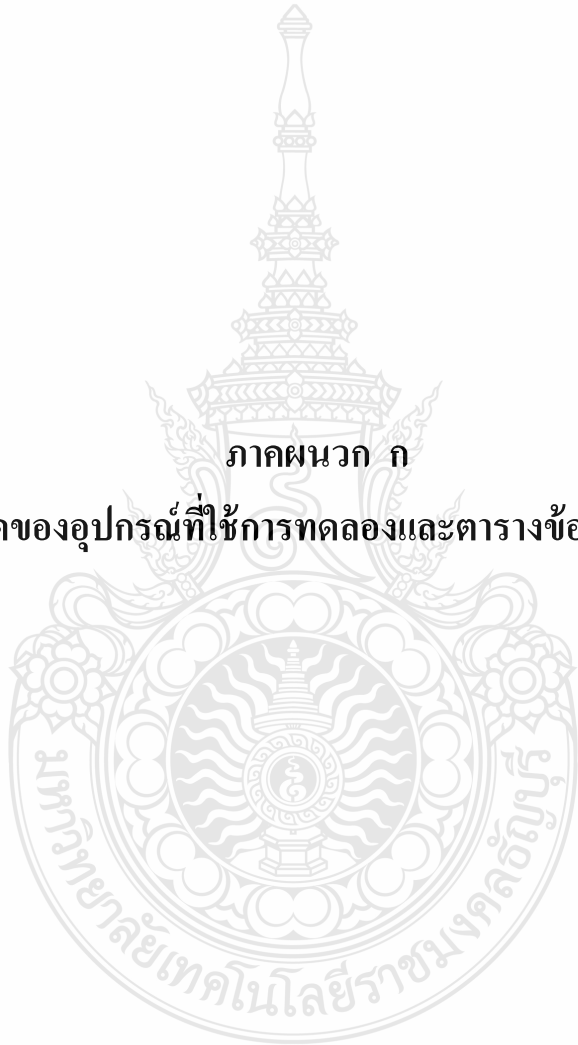 ภาคผนวก ก
ของอุปกรณ์ที่ใช้การทดลองและตาราง
มหาวิทยาลัยเทคโนโลยีราชมงคลธัญบุรี